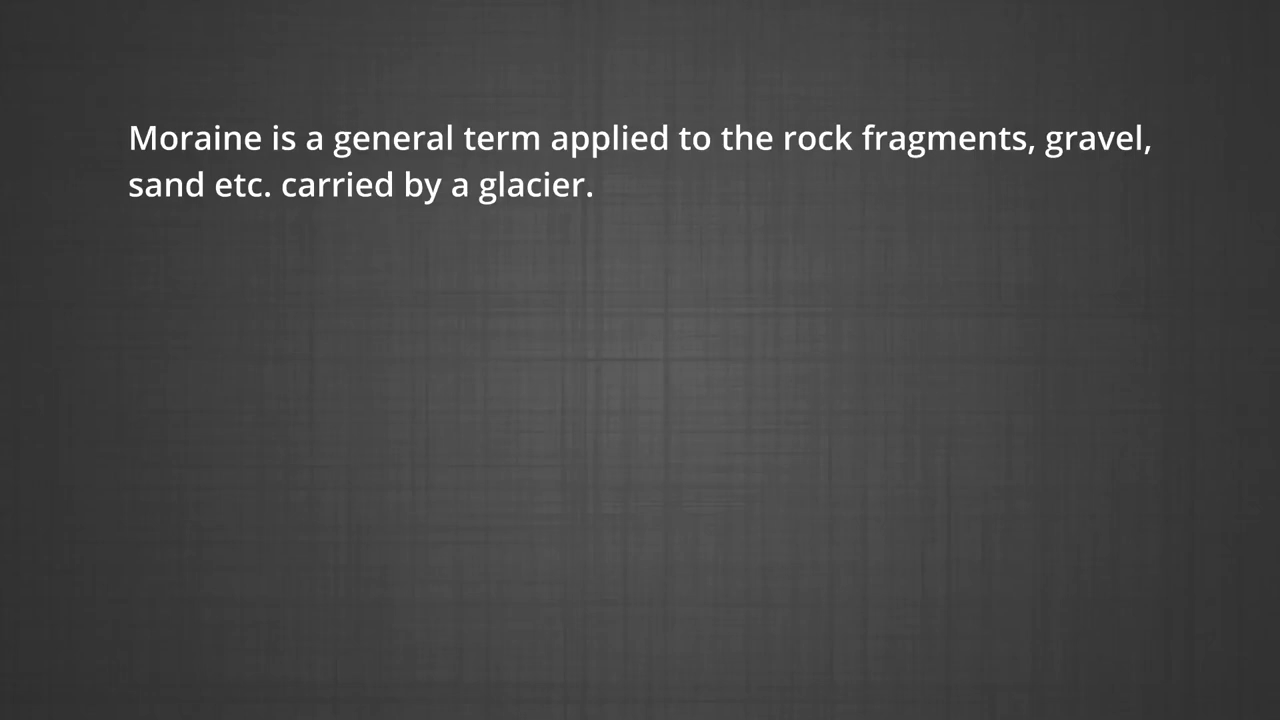 Moraine is a general term applied to the rock fragments, gravel,
sand etc. carried by a glacier.